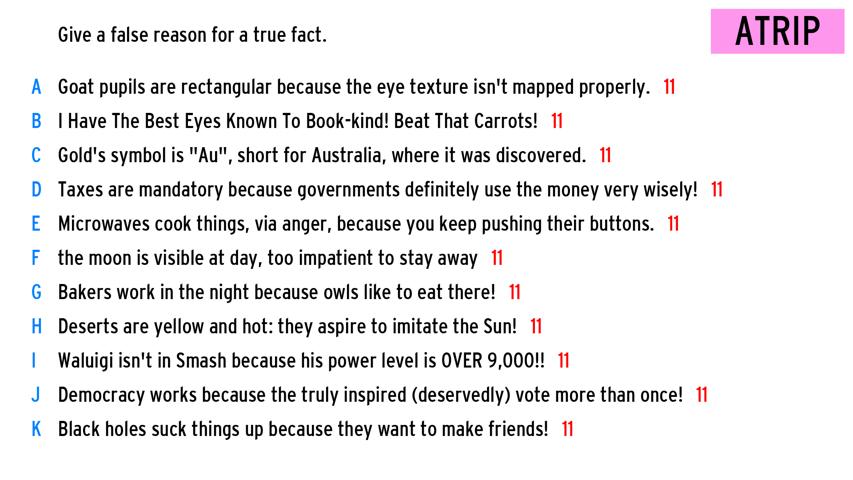 Give a false reason for a true fact.
ATRIP
A Goat pupils are rectangular because the eye texture isn't mapped properly. 11
B I Have The Best Eyes Known To Book-kind! Beat That Carrots! 11
C Gold's symbol is "Au", short for Australia, where it was discovered. 11
D Taxes are mandatory because governments definitely use the money very wisely! 11
E Microwaves cook things, via anger, because you keep pushing their buttons. 11
F the moon is visible at day, too impatient to stay away 11
G Bakers work in the night because owls like to eat there! 11
H Deserts are yellow and hot: they aspire to imitate the Sun! 11
I Waluigi isn't in Smash because his power level is OVER 9,000!! 11
J Democracy works because the truly inspired (deservedly) vote more than once! 11
K Black holes suck things up because they want to make friends! 11